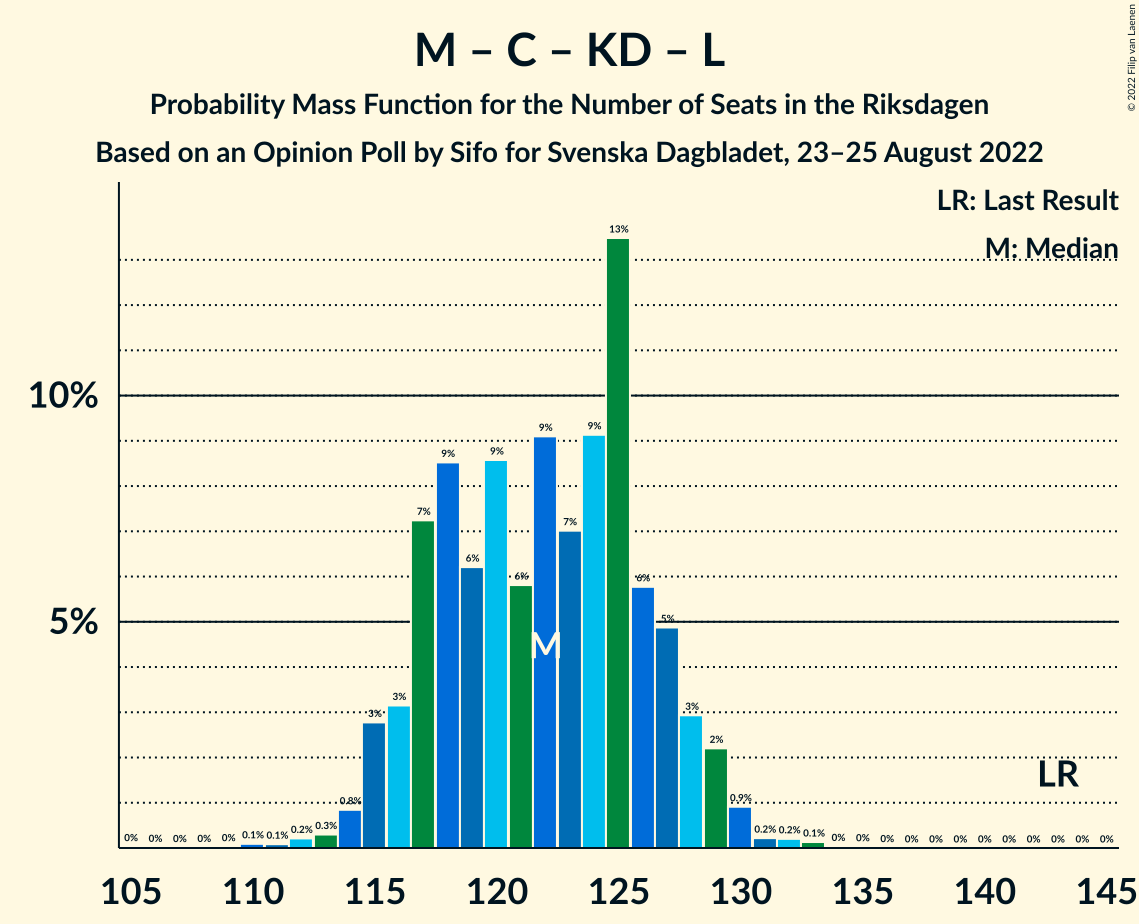 M – C – KD – L
Probability Mass Function for the Number of Seats in the Riksdagen
Based on an Opinion Poll by Sifo for Svenska Dagbladet, 23–25 August 2022
© 2022 Filip van Laenen
LR: Last Result
M: Median
10%
5%
0% 0% 0% 0% 0% 0.1% 0.1% 0.2% 0.3% 0.8% 3% 3% 7% 9% 6% 9% 6% 9% 7% 9% 13% 6% 5% 3% 2% 0.9% 0.2% 0.2% 0.1% 0% 0% 0% 0% 0% 0% 0% 0% 0% 0% 0% 0%
M
LR
105 110 115 120 125 130 135 140 145